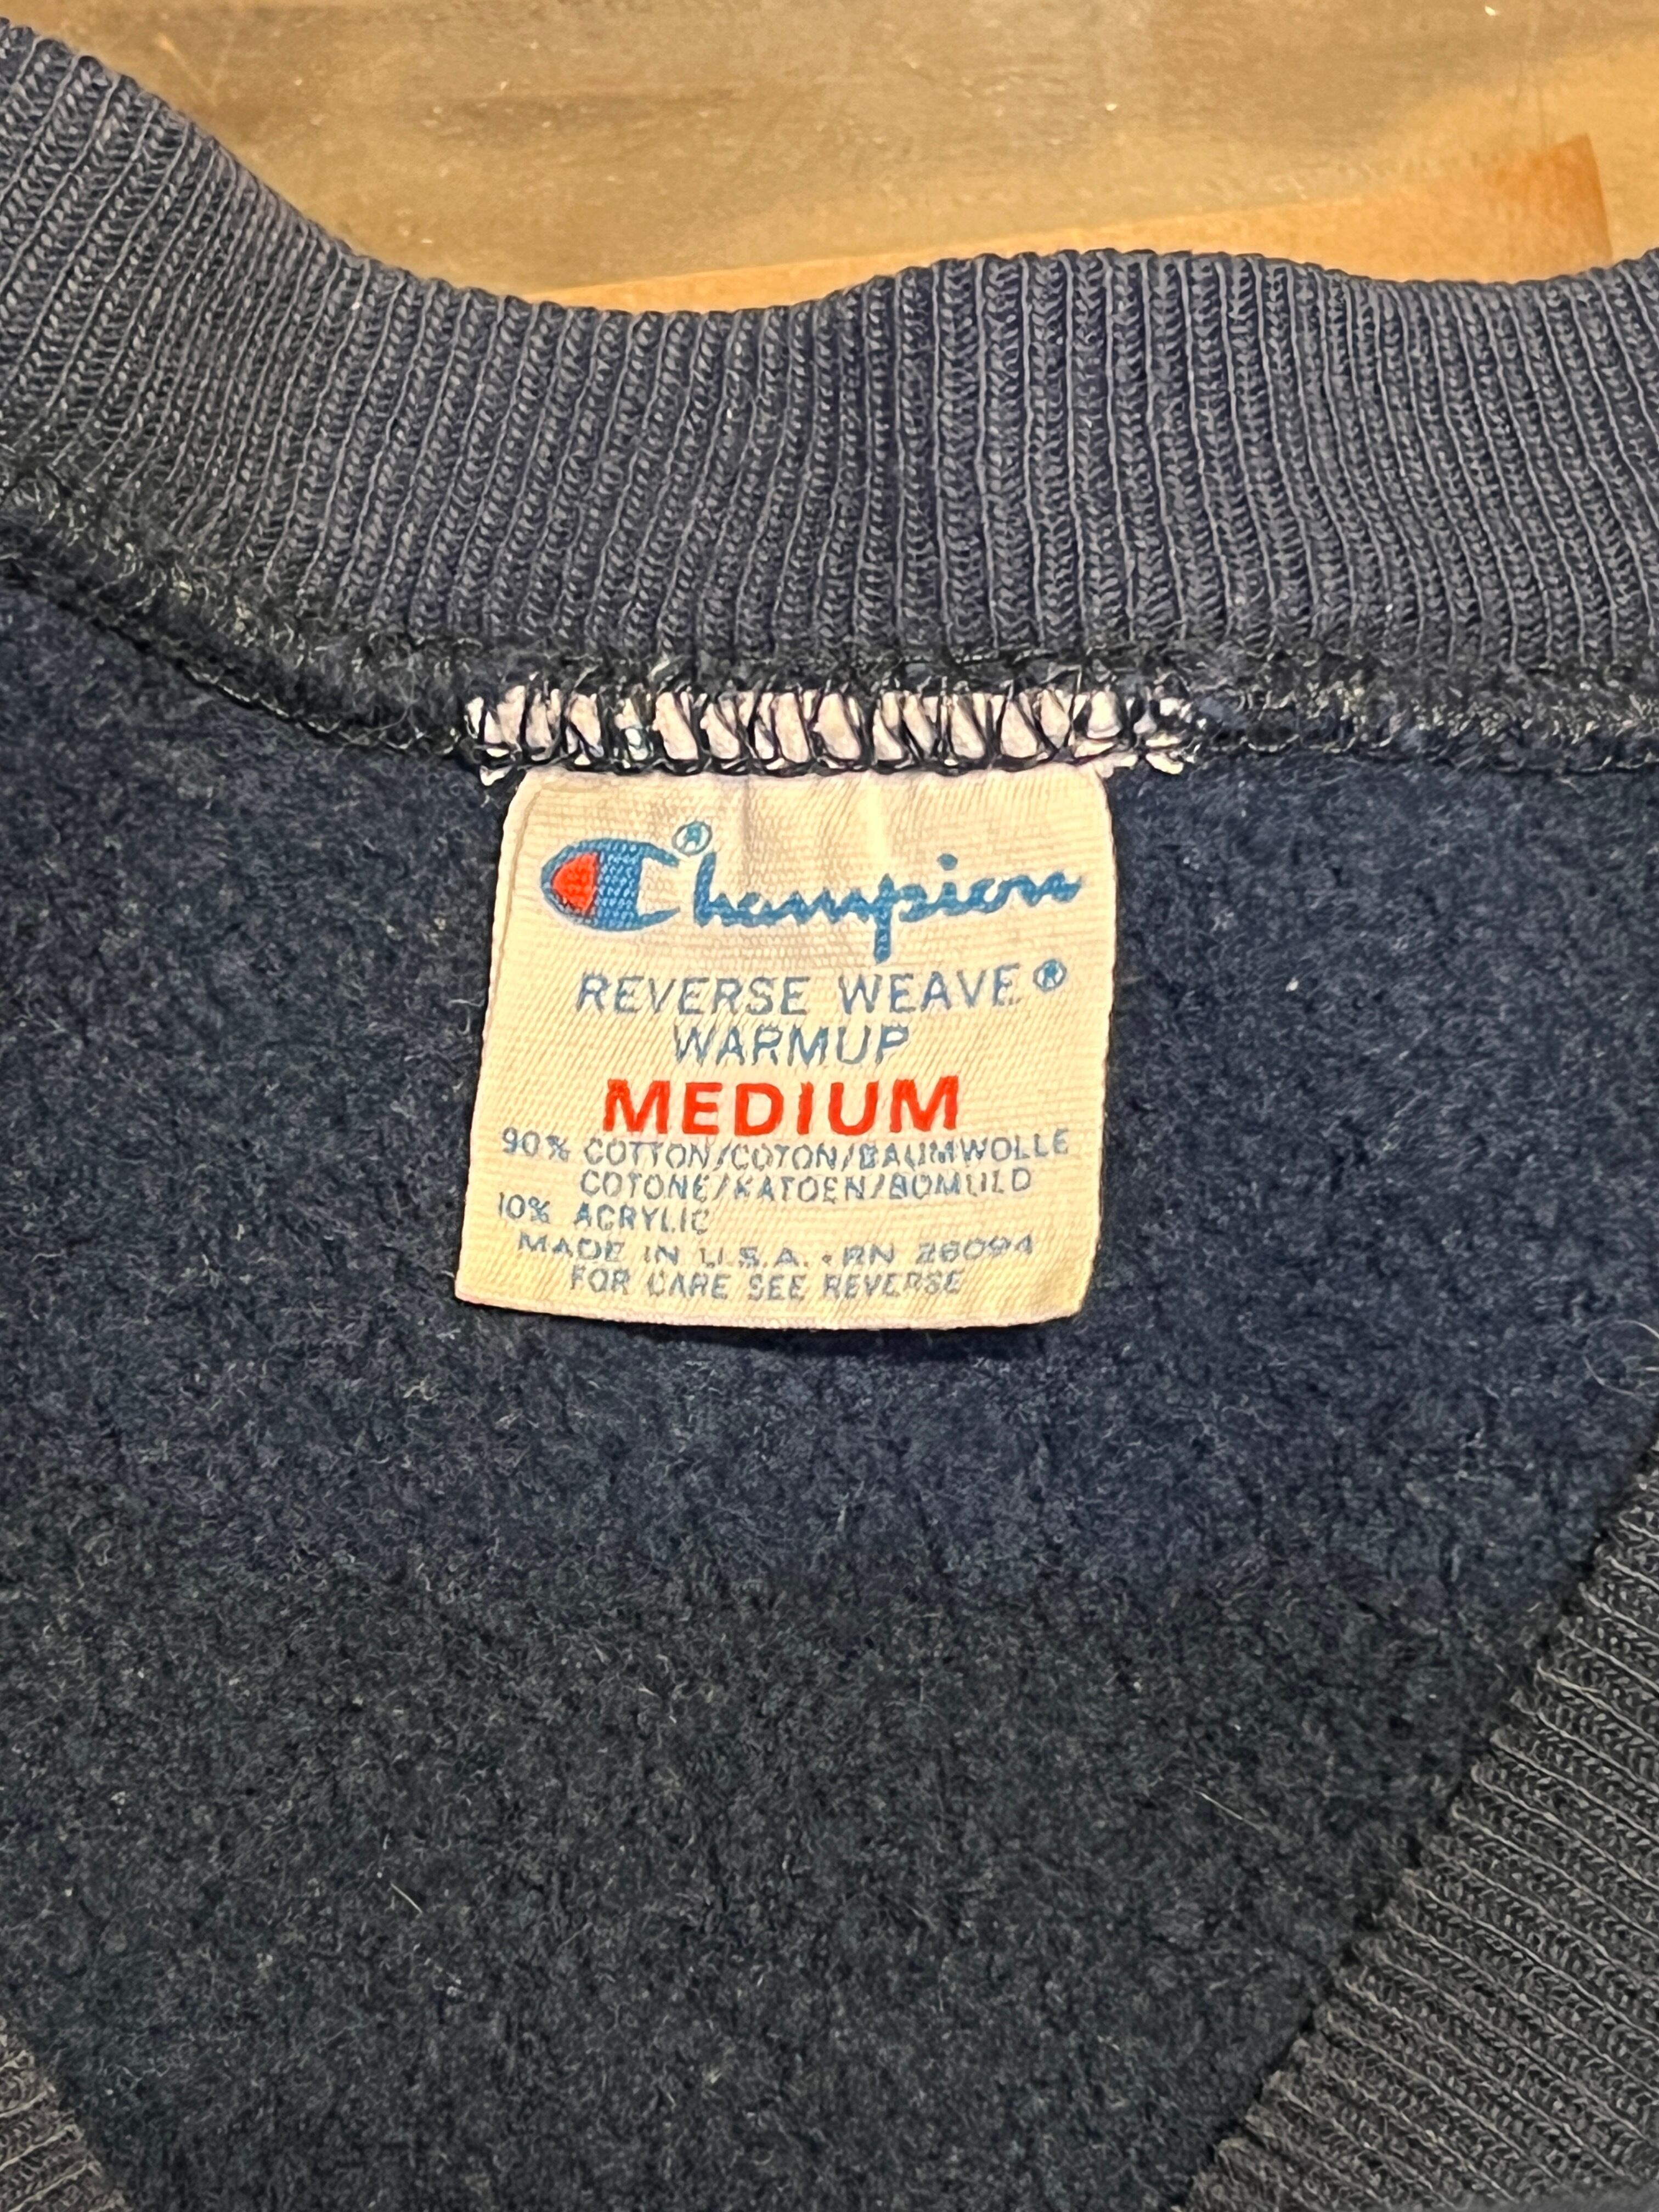 Champion®
REVERSE WEAVE®
WARMUP
MEDIUM
90% COTTON/COTON/BAUMWOLLE
COTONE/KATOEN/BOMULD
10% ACRYLIC
MADE IN U.S.A. • RN 26094
FOR CARE SEE REVERSE